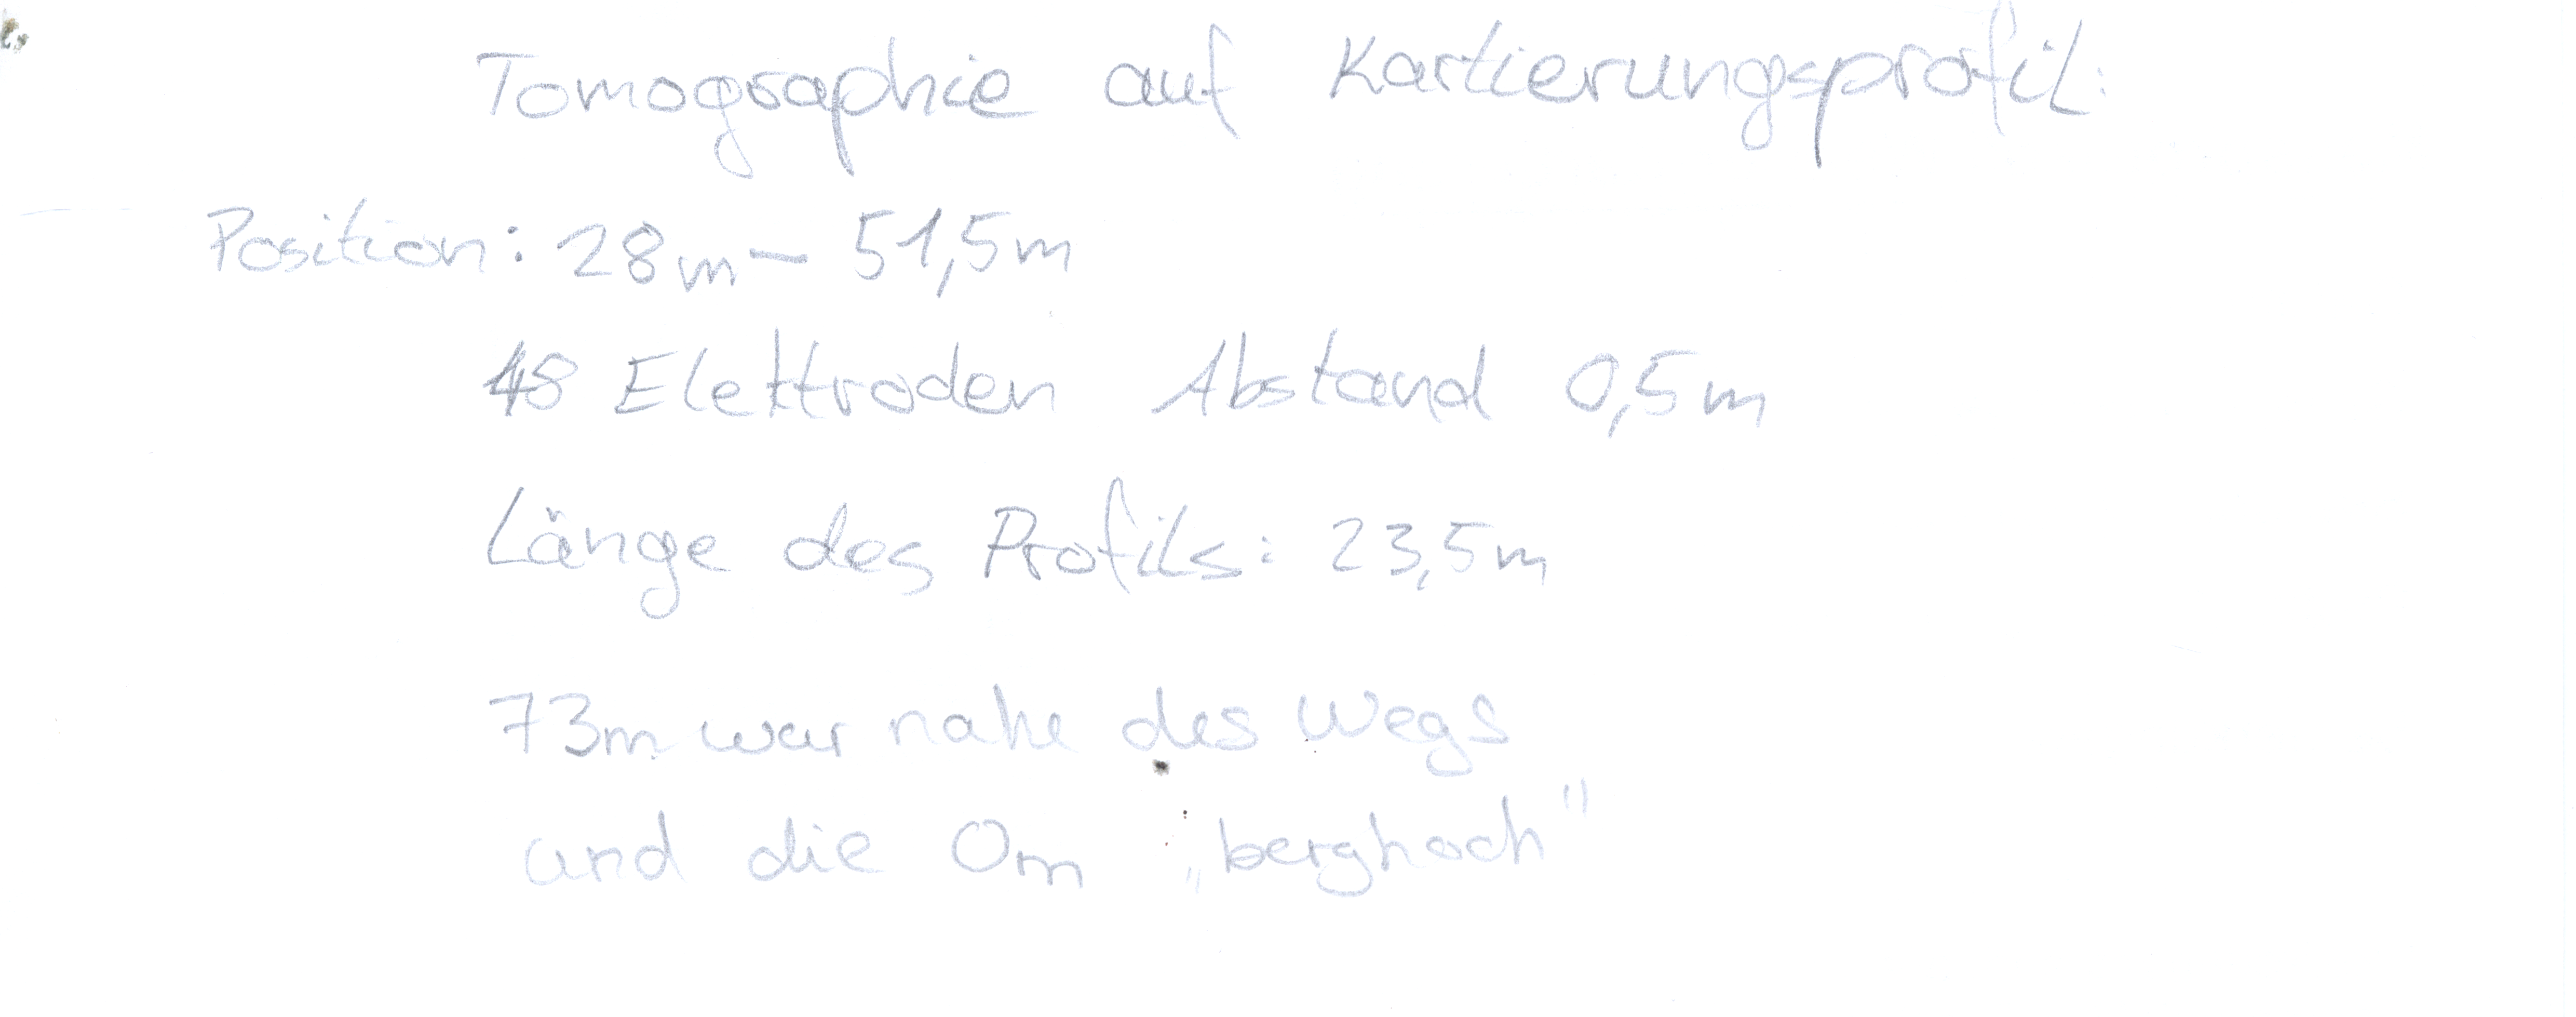 Tomographie auf Kartierungsprofil:
Position: 28m – 51,5m
48 Elektroden Abstand 0,5m
Länge des Profils: 23,5m
73m war nahe des Wegs
und die 0m „berghoch"